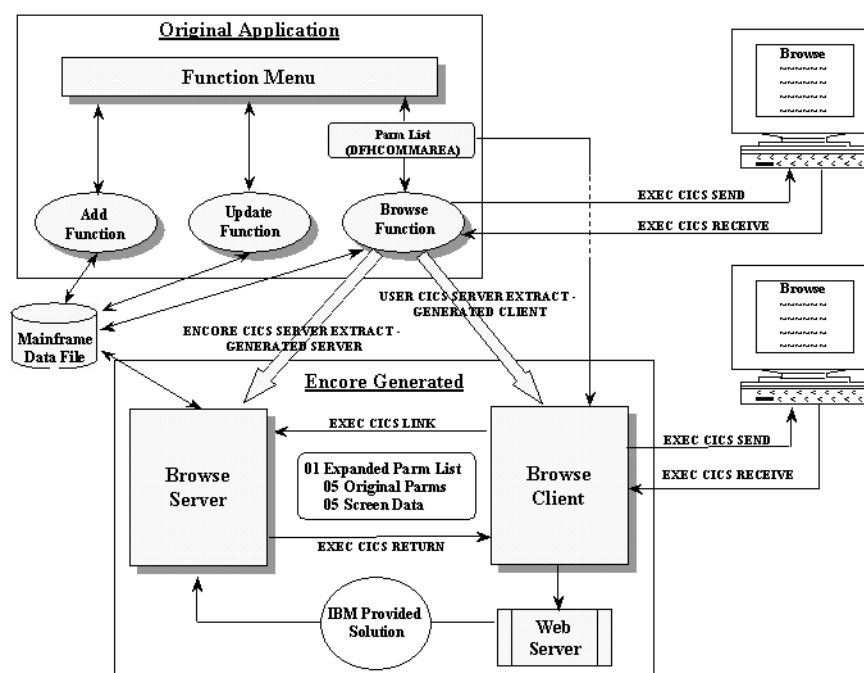 Original Application
Function Menu
Parm List
(DFHCOMMAREA)
Add
Function
Update
Function
Browse
Function
Browse
~~~~~~
~~~~~~
~~~~~~
~~~~~~
EXEC CICS SEND
EXEC CICS RECEIVE
Mainframe
Data File
USER CICS SERVER EXTRACT -
GENERATED CLIENT
ENCORE CICS SERVER EXTRACT -
GENERATED SERVER
Browse
~~~~~~
~~~~~~
~~~~~~
~~~~~~
Encore Generated
Browse
Server
EXEC CICS LINK
01 Expanded Parm List
05 Original Parms
05 Screen Data
EXEC CICS RETURN
Browse
Client
EXEC CICS SEND
EXEC CICS RECEIVE
IBM Provided
Solution
Web
Server